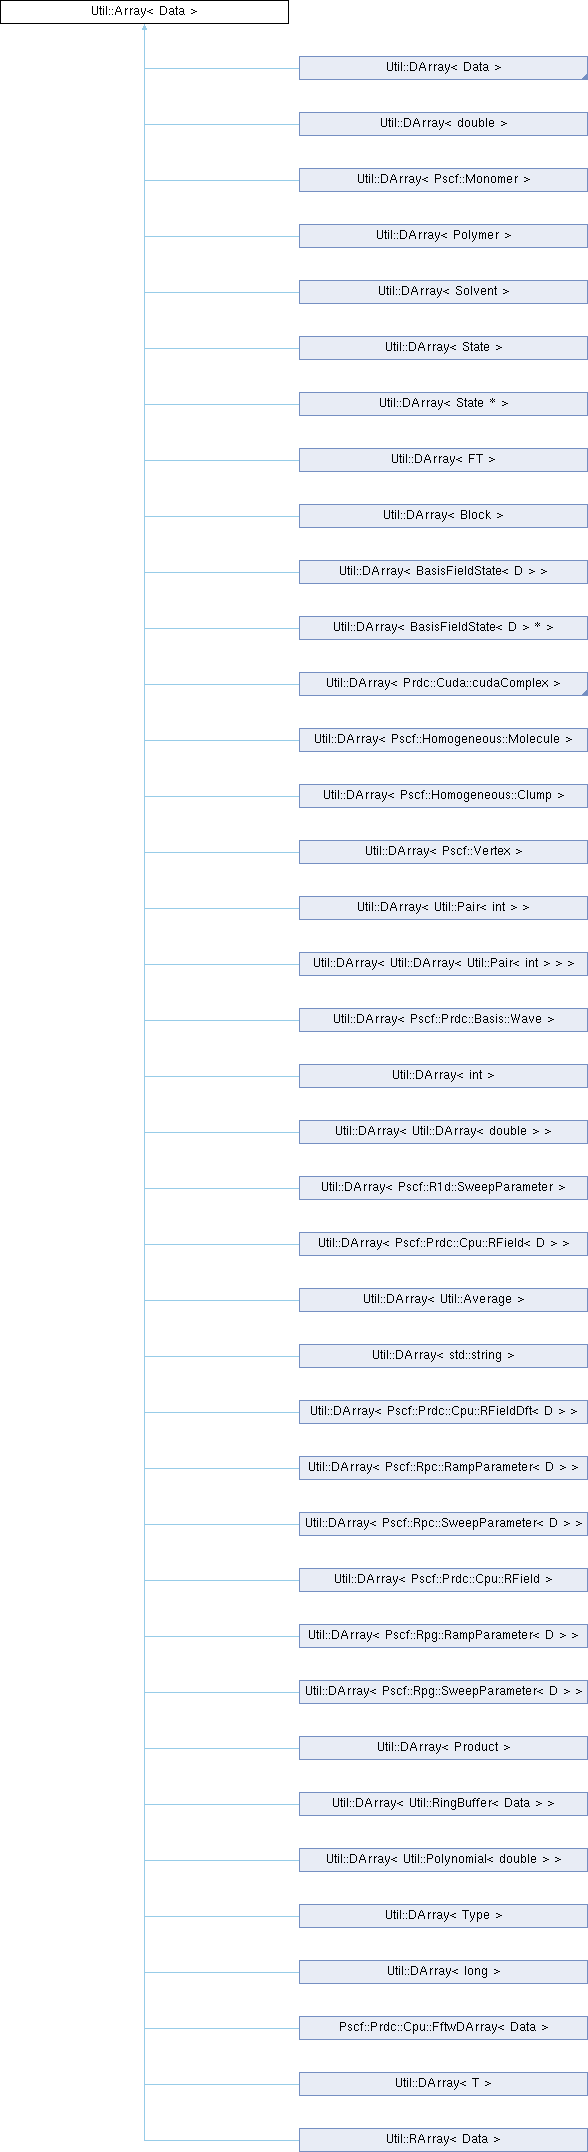 Util::Array< Data >
Util::DArray< Data >
Util::DArray< double >
Util::DArray< Pscf::Monomer >
Util::DArray< Polymer >
Util::DArray< Solvent >
Util::DArray< State >
Util::DArray< State * >
Util::DArray< FT >
Util::DArray< Block >
Util::DArray< BasisFieldState< D > >
Util::DArray< BasisFieldState< D > * >
Util::DArray< Prdc::Cuda::cudaComplex >
Util::DArray< Pscf::Homogeneous::Molecule >
Util::DArray< Pscf::Homogeneous::Clump >
Util::DArray< Pscf::Vertex >
Util::DArray< Util::Pair< int > >
Util::DArray< Util::DArray< Util::Pair< int > > >
Util::DArray< Pscf::Prdc::Basis::Wave >
Util::DArray< int >
Util::DArray< Util::DArray< double > >
Util::DArray< Pscf::R1d::SweepParameter >
Util::DArray< Pscf::Prdc::Cpu::RField< D > >
Util::DArray< Util::Average >
Util::DArray< std::string >
Util::DArray< Pscf::Prdc::Cpu::RFieldDft< D > >
Util::DArray< Pscf::Rpc::RampParameter< D > >
Util::DArray< Pscf::Rpc::SweepParameter< D > >
Util::DArray< Pscf::Prdc::Cpu::RField >
Util::DArray< Pscf::Rpg::RampParameter< D > >
Util::DArray< Pscf::Rpg::SweepParameter< D > >
Util::DArray< Product >
Util::DArray< Util::RingBuffer< Data > >
Util::DArray< Util::Polynomial< double > >
Util::DArray< Type >
Util::DArray< long >
Pscf::Prdc::Cpu::FftwDArray< Data >
Util::DArray< T >
Util::RArray< Data >